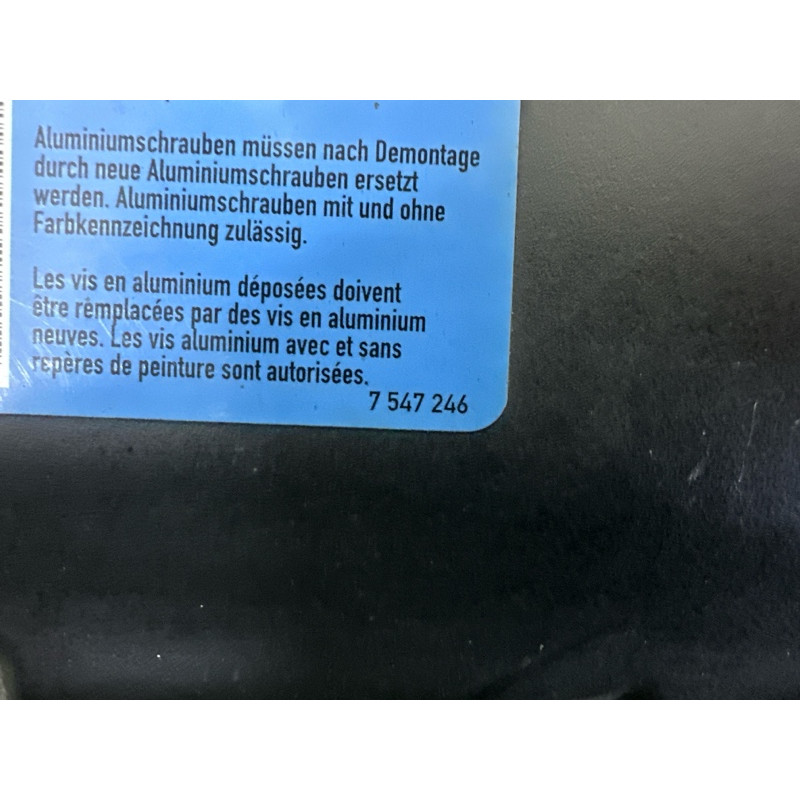 Aluminiumschrauben müssen nach Demontage
durch neue Aluminiumschrauben ersetzt
werden. Aluminiumschrauben mit und ohne
Farbkennzeichnung zulässig.
Les vis en aluminium déposées doivent
être remplacées par des vis en aluminium
neuves. Les vis aluminium avec et sans
repères de peinture sont autorisées.
7 547 246